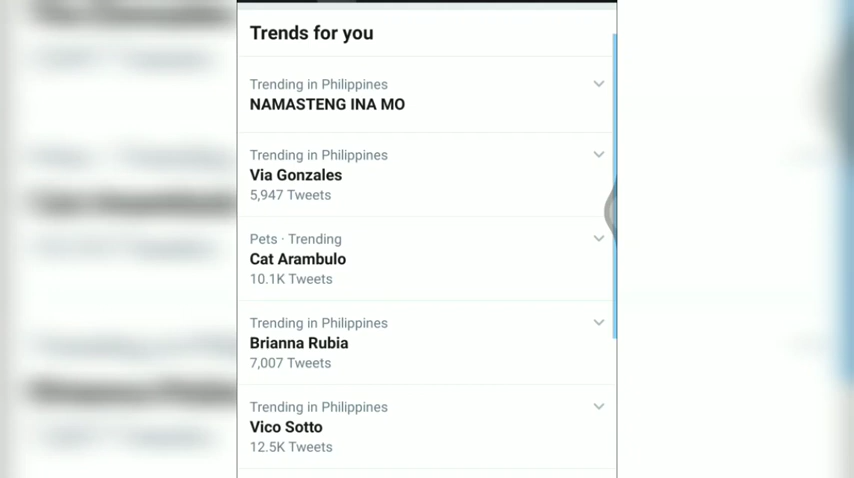 Trends for you
Trending in Philippines
NAMASTENG INA MO
Trending in Philippines
Via Gonzales
5,947 Tweets
Pets · Trending
Cat Arambulo
10.1K Tweets
Trending in Philippines
Brianna Rubia
7,007 Tweets
Trending in Philippines
Vico Sotto
12.5K Tweets